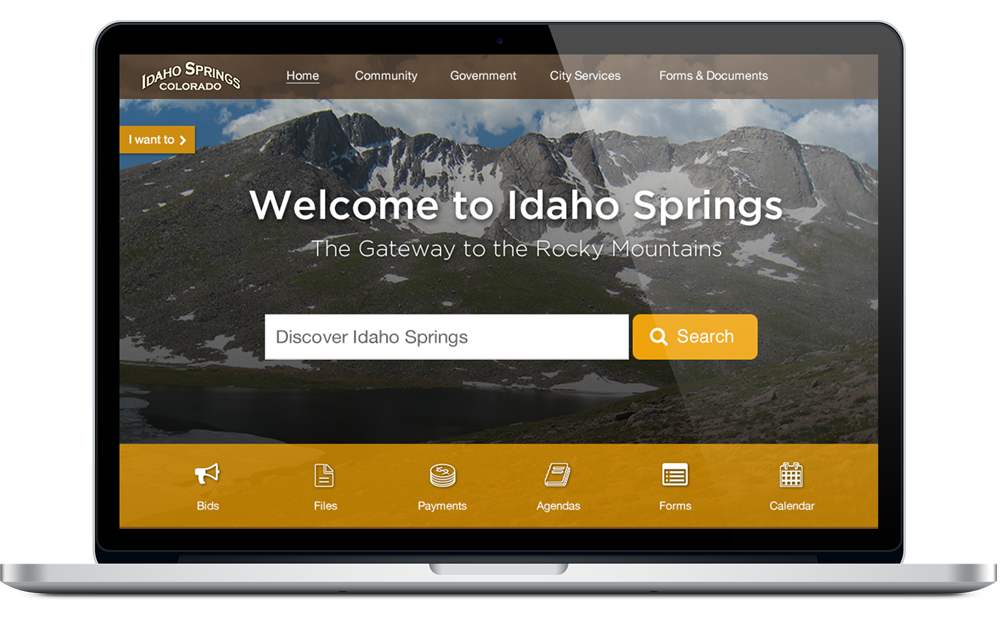 IDAHO SPRINGS
COLORADO
Home Community Government City Services Forms & Documents
I want to
Welcome to Idaho Springs
The Gateway to the Rocky Mountains
Discover Idaho Springs
Search
Bids Files Payments Agendas Forms Calendar